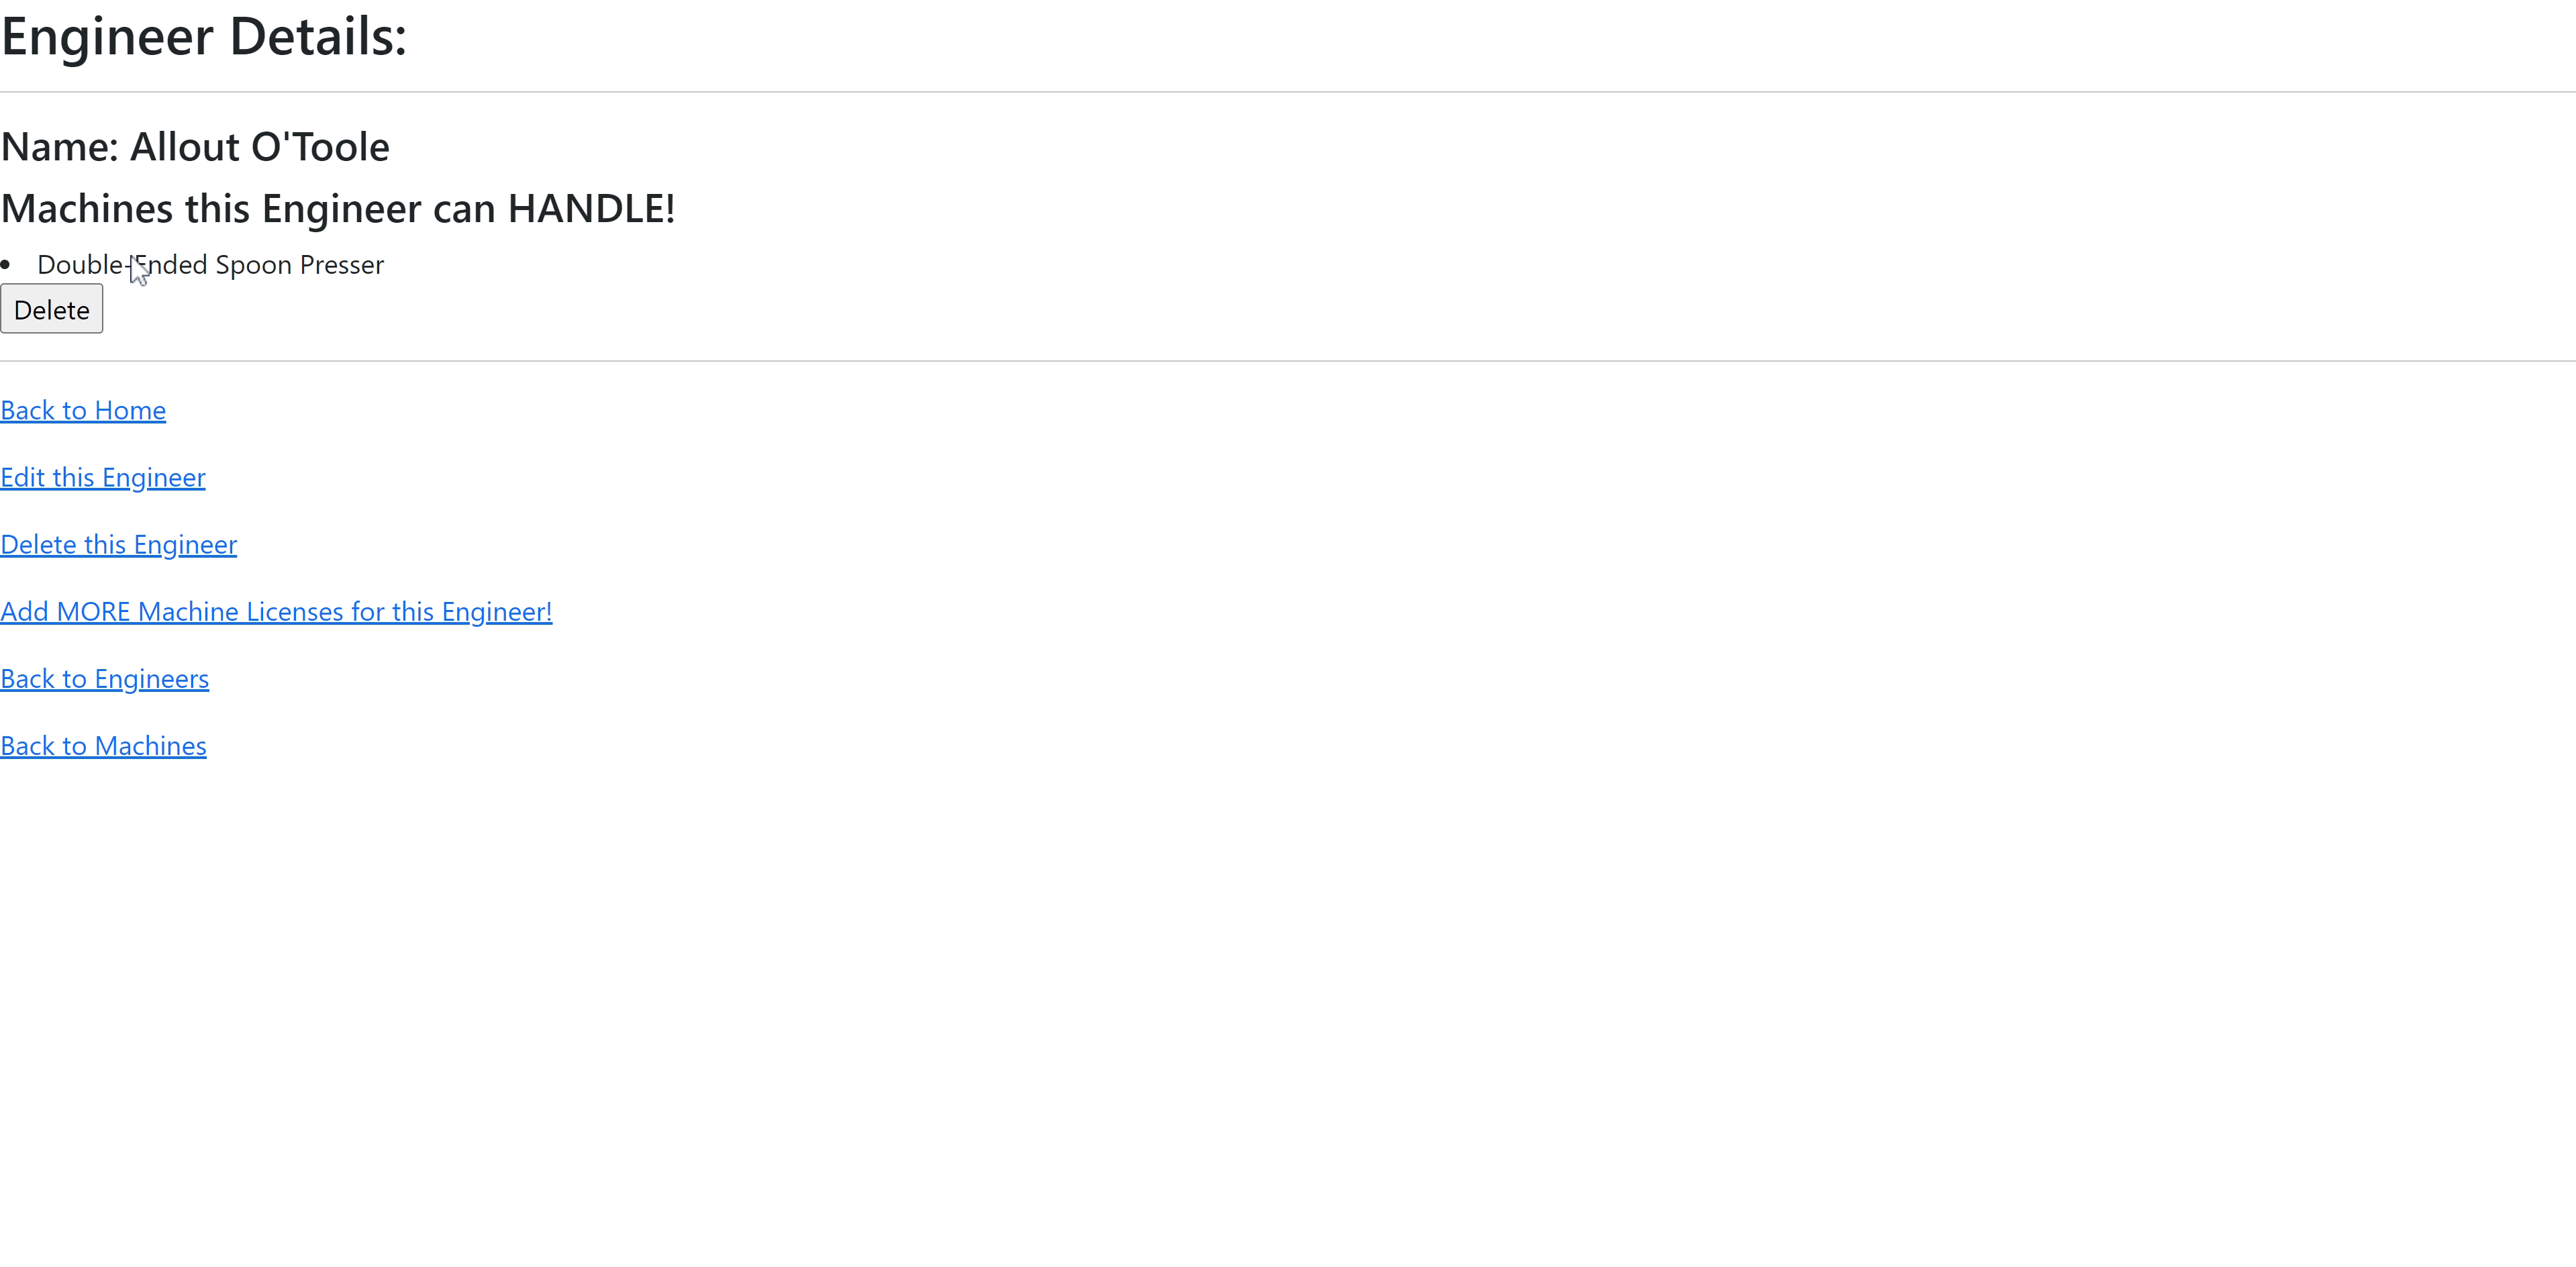 Engineer Details:
Name: Allout O'Toole
Machines this Engineer can HANDLE!
Double-Ended Spoon Presser
Delete
Back to Home
Edit this Engineer
Delete this Engineer
Add MORE Machine Licenses for this Engineer!
Back to Engineers
Back to Machines